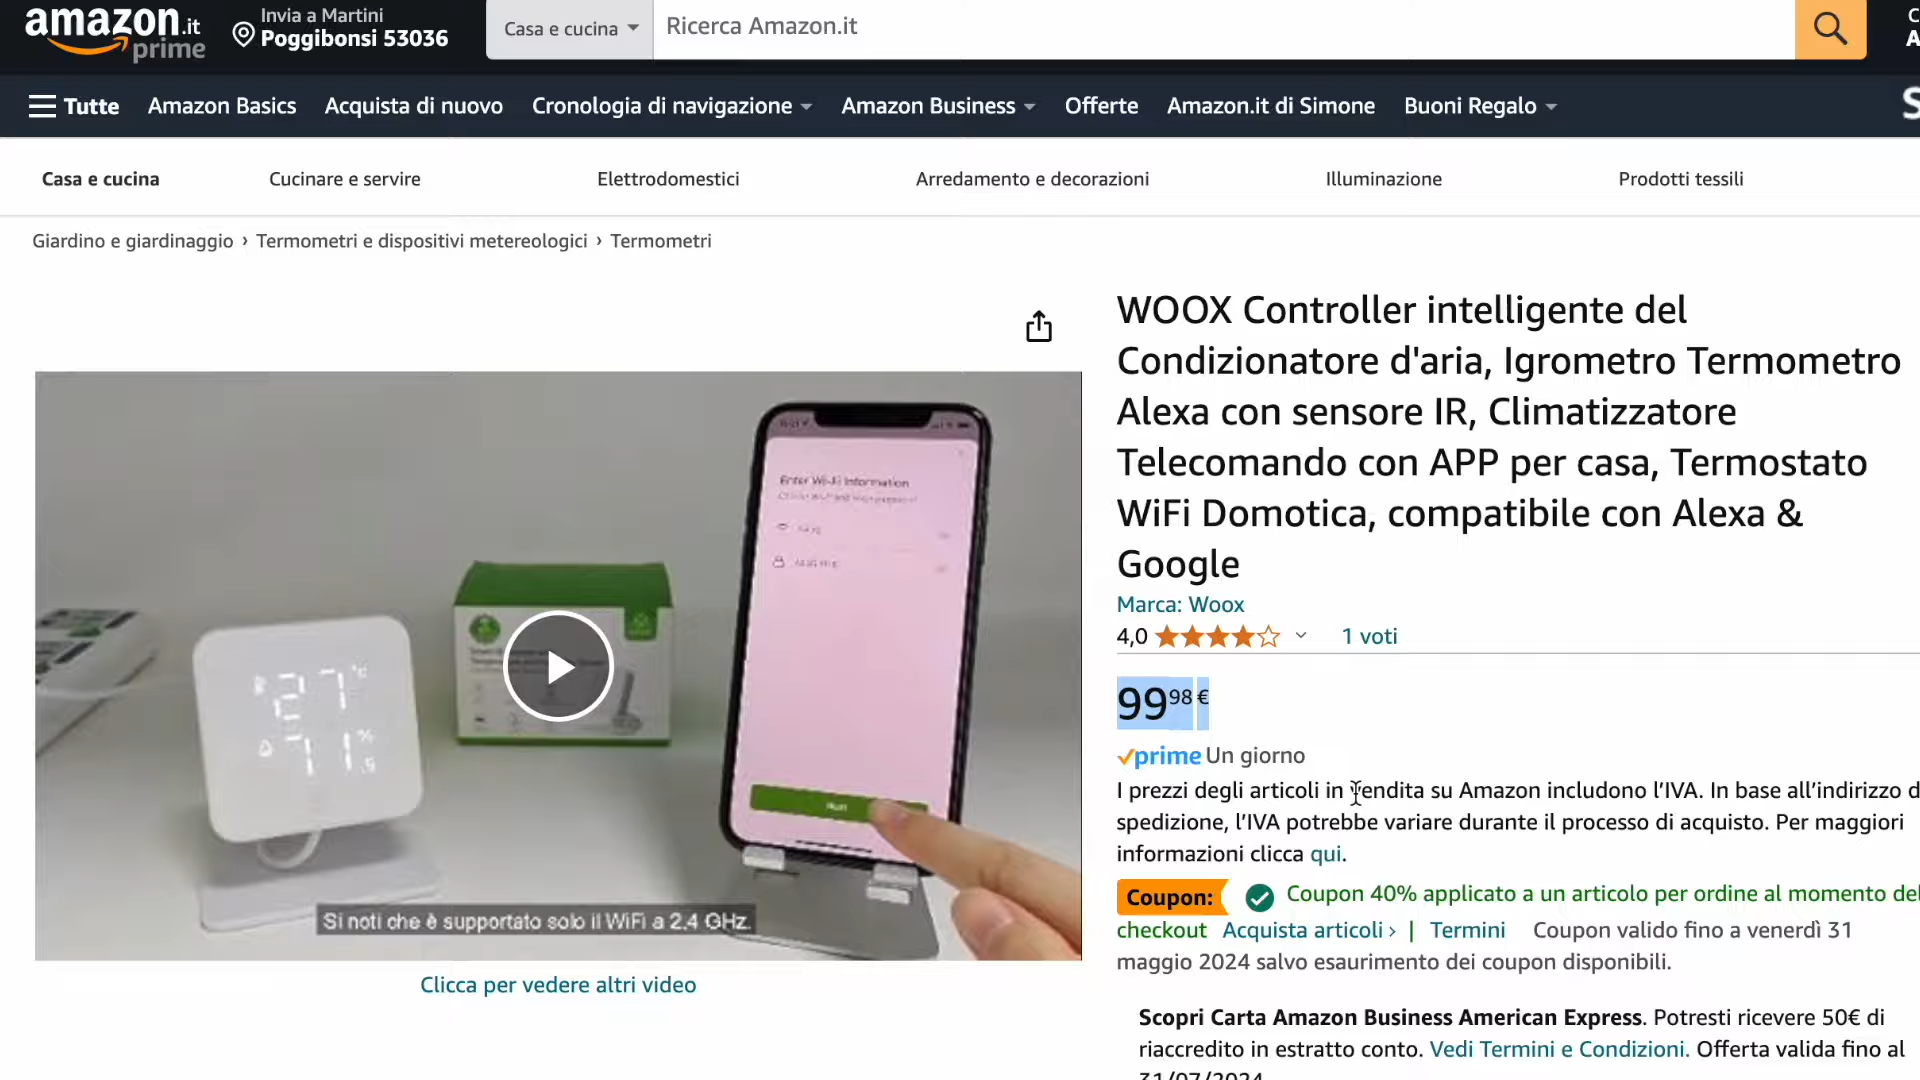 amazon.it
prime
Invia a Martini
Poggibonsi 53036
Casa e cucina
Ricerca Amazon.it
Tutte
Amazon Basics
Acquista di nuovo
Cronologia di navigazione
Amazon Business
Offerte
Amazon.it di Simone
Buoni Regalo
Casa e cucina
Cucinare e servire
Elettrodomestici
Arredamento e decorazioni
Illuminazione
Prodotti tessili
Giardino e giardinaggio › Termometri e dispositivi metereologici › Termometri
WOOX Controller intelligente del
Condizionatore d'aria, Igrometro Termometro
Alexa con sensore IR, Climatizzatore
Telecomando con APP per casa, Termostato
WiFi Domotica, compatibile con Alexa &
Google
Marca: Woox
4,0
1 voti
99 98 €
prime Un giorno
I prezzi degli articoli in vendita su Amazon includono l'IVA. In base all'indirizzo d
spedizione, l'IVA potrebbe variare durante il processo di acquisto. Per maggiori
informazioni clicca qui.
Coupon: Coupon 40% applicato a un articolo per ordine al momento del
checkout Acquista articoli › | Termini Coupon valido fino a venerdì 31
maggio 2024 salvo esaurimento dei coupon disponibili.
Scopri Carta Amazon Business American Express. Potresti ricevere 50€ di
riaccredito in estratto conto. Vedi Termini e Condizioni. Offerta valida fino al
31/07/2024
Enter Wi-Fi Information
27 °C
Si noti che è supportato solo il WiFi a 2,4 GHz.
Clicca per vedere altri video